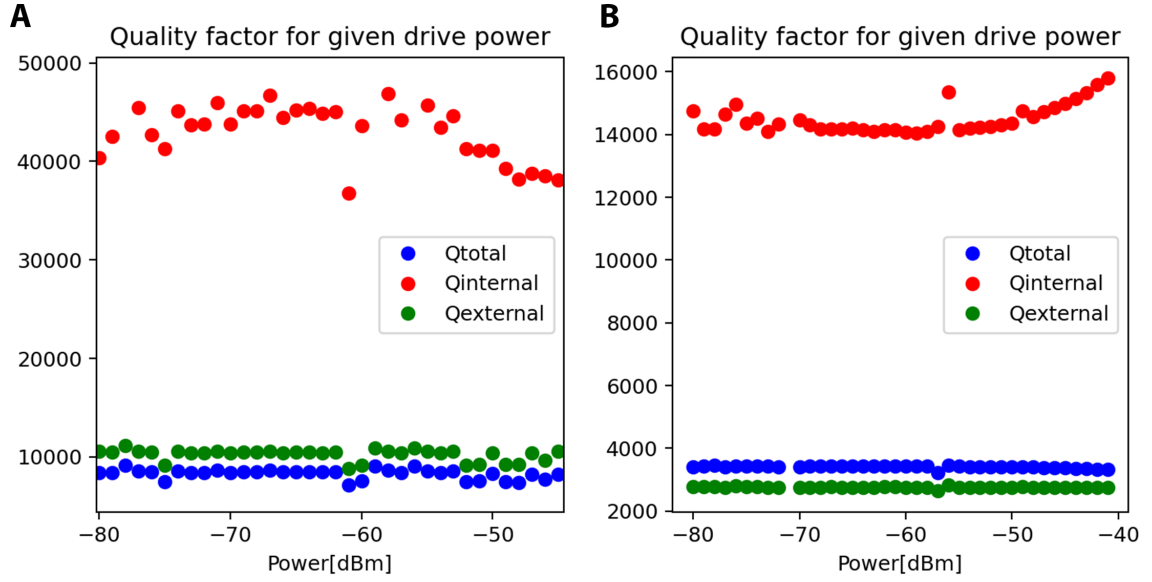 A
Quality factor for given drive power
50000
40000
30000
20000
10000
Qtotal
Qinternal
Qexternal
−80
−70
−60
−50
Power[dBm]
B
Quality factor for given drive power
16000
14000
12000
10000
8000
6000
4000
2000
Qtotal
Qinternal
Qexternal
−80
−70
−60
−50
−40
Power[dBm]